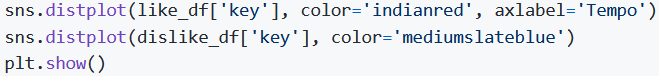 sns.distplot(like_df['key'], color='indianred', axlabel='Tempo')
sns.distplot(dislike_df['key'], color='mediumslateblue')
plt.show()